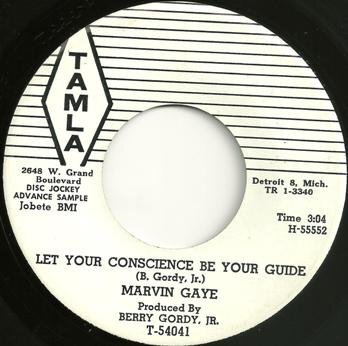 TAMLA
2648 W. Grand
Boulevard
DISC JOCKEY
ADVANCE SAMPLE
Jobete BMI
Detroit 8, Mich.
TR 1-3340
Time 3:04
H-55552
LET YOUR CONSCIENCE BE YOUR GUIDE
(B. Gordy, Jr.)
MARVIN GAYE
Produced By
BERRY GORDY, JR.
T-54041